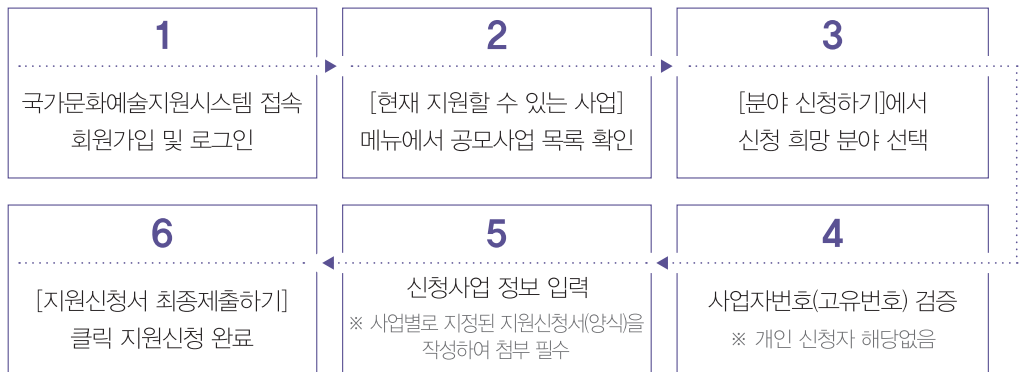 1
국가문화예술지원시스템 접속
회원가입 및 로그인
2
[현재 지원할 수 있는 사업]
메뉴에서 공모사업 목록 확인
3
[분야 신청하기]에서
신청 희망 분야 선택
4
사업자번호(고유번호) 검증
※ 개인 신청자 해당없음
5
신청사업 정보 입력
※ 사업별로 지정된 지원신청서(양식)을
작성하여 첨부 필수
6
[지원신청서 최종제출하기]
클릭 지원신청 완료